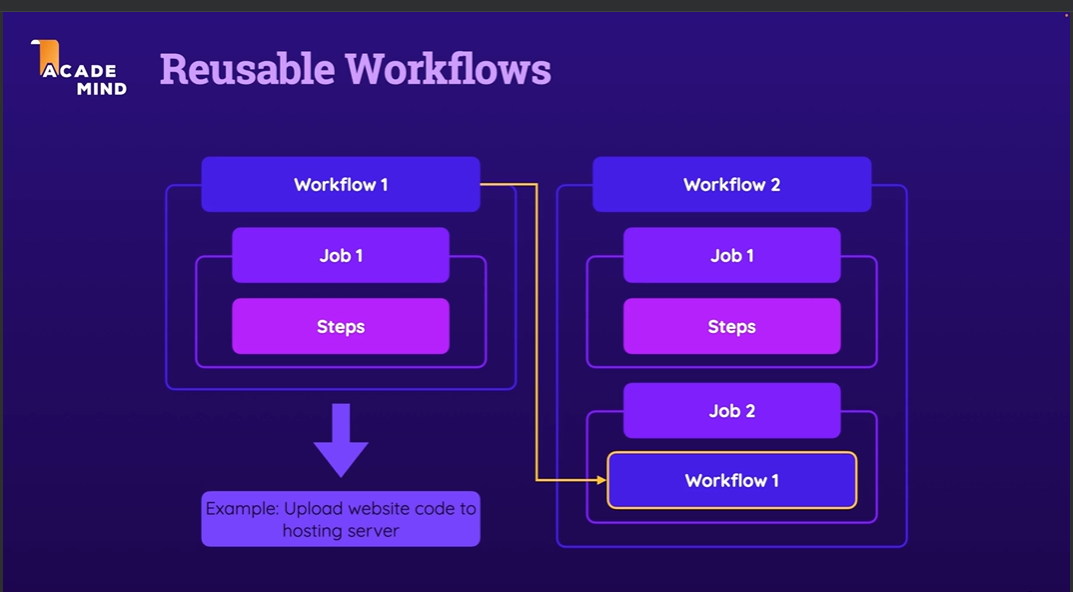 ACADE
MIND
Reusable Workflows
Workflow 1
Job 1
Steps
Example: Upload website code to
hosting server
Workflow 2
Job 1
Steps
Job 2
Workflow 1